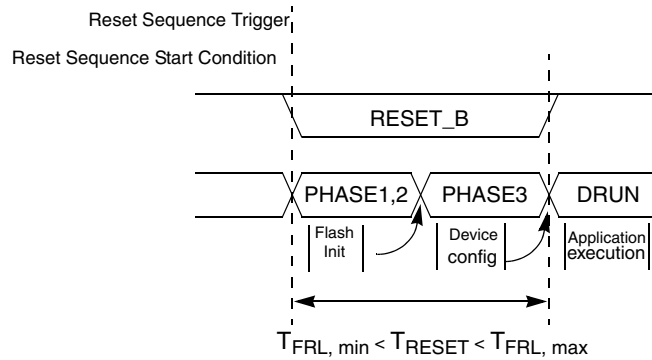 Reset Sequence Trigger
Reset Sequence Start Condition
RESET_B
PHASE1,2 PHASE3 DRUN
Flash Device Application
Init config execution
TFRL, min < TRESET < TFRL, max